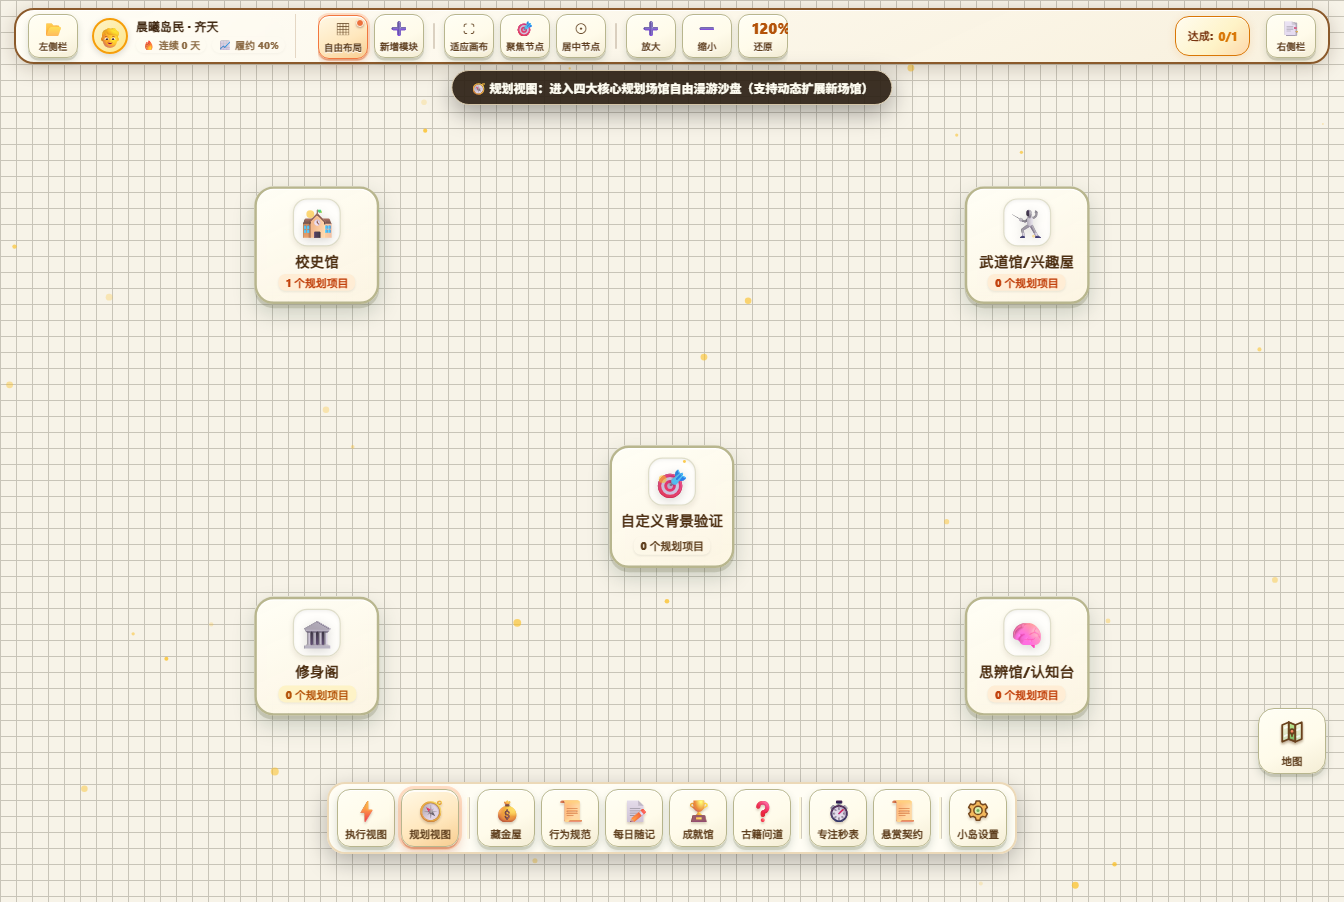 左侧栏
晨曦岛民 · 齐天
连续 0 天
履约 40%
自由布局
新增模块
适应画布
聚焦节点
居中节点
放大
缩小
120%
还原
达成: 0/1
右侧栏
规划视图：进入四大核心规划场馆自由漫游沙盘（支持动态扩展新场馆）
校史馆
1 个规划项目
武道馆/兴趣屋
0 个规划项目
自定义背景验证
0 个规划项目
修身阁
0 个规划项目
思辨馆/认知台
0 个规划项目
地图
执行视图
规划视图
藏金屋
行为规范
每日随记
成就馆
古籍问道
专注秒表
悬赏契约
小岛设置